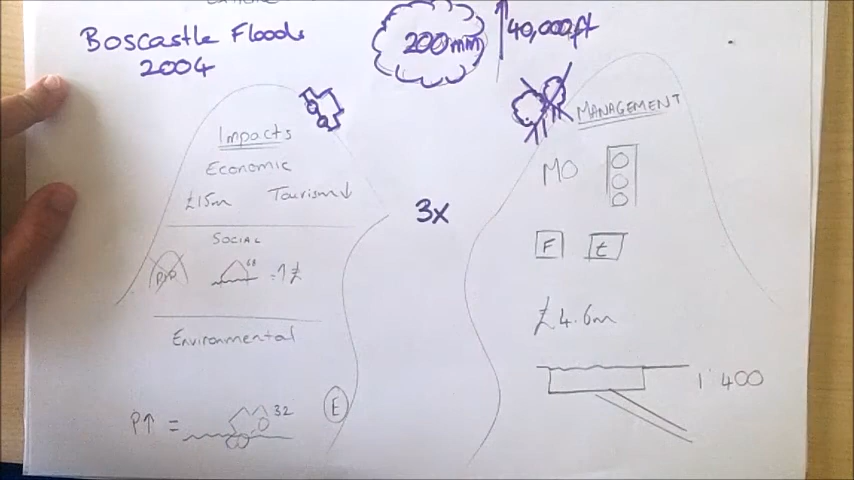 Boscastle Floods
2004
200mm
40,000ft
Impacts
Economic
£15m Tourism↓
Social
68 = ↑£
Environmental
P↑ = 32
E
3x
MANAGEMENT
MO
F t
£4.6m
1:400